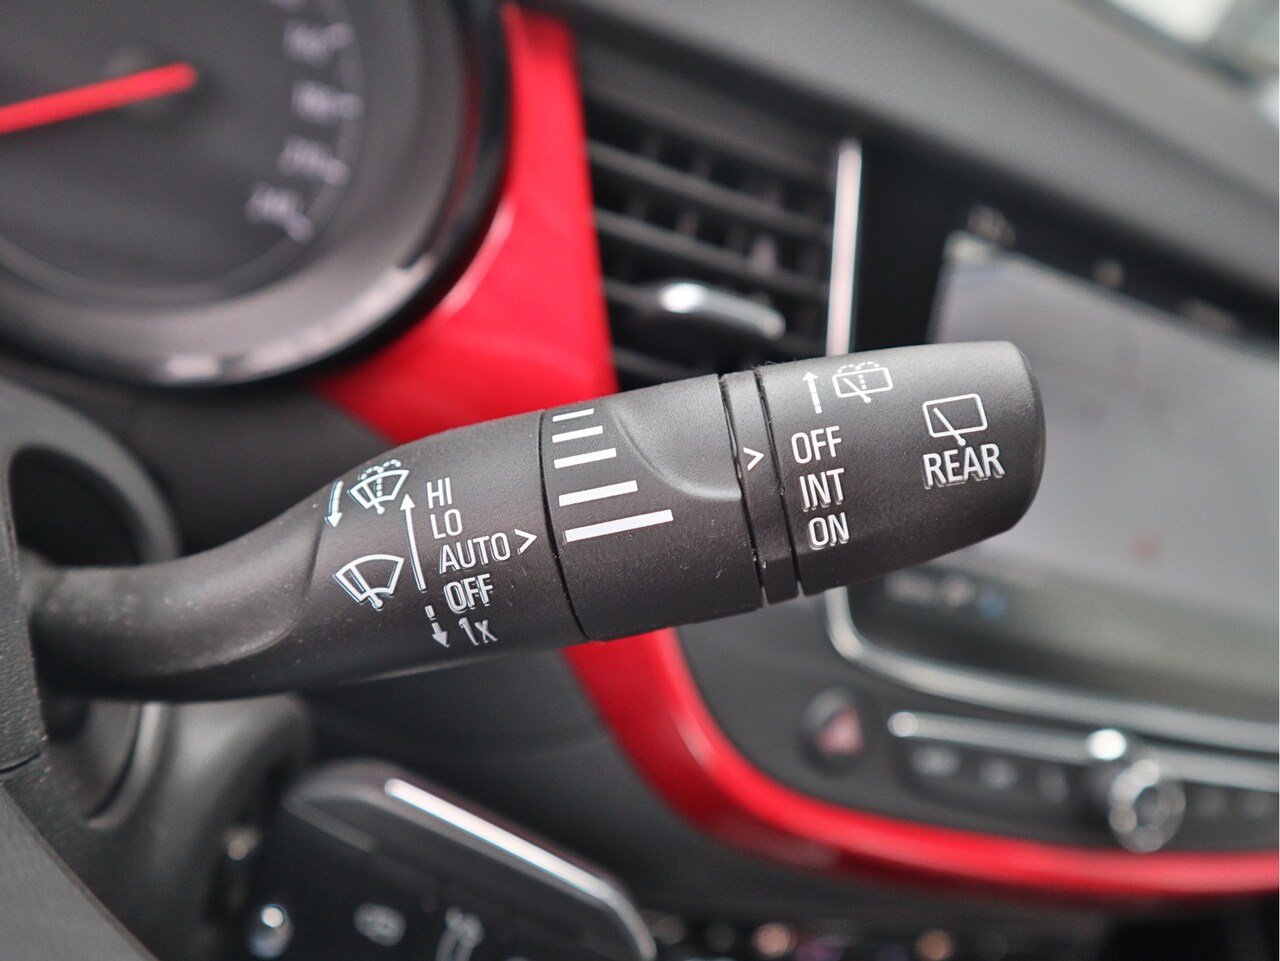 HI
LO
AUTO >
OFF
1x
>
OFF
INT
ON
REAR